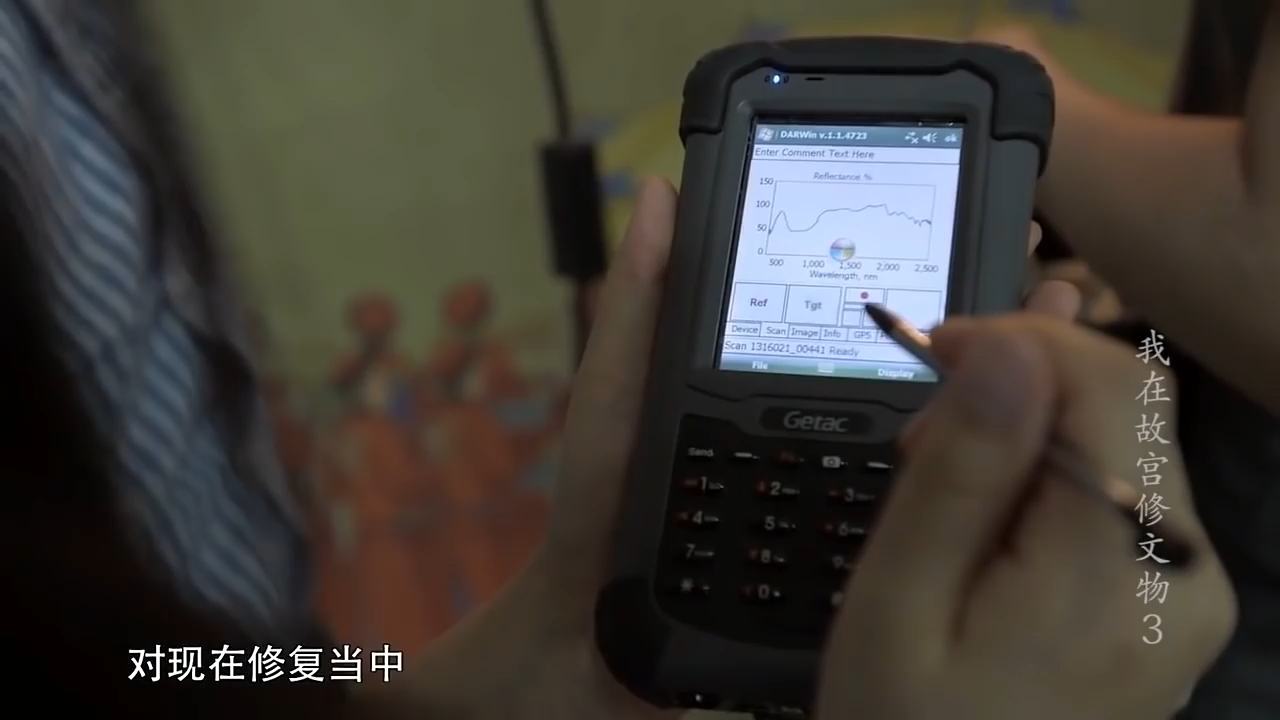 DARWin v.1.1.4723
Enter Comment Text Here
Reflectance, %
150
100
50
0
500 1,000 1,500 2,000 2,500
Wavelength, nm
Ref Tgt
Device Scan Image Info GPS
Scan 1316021_00441 Ready
File Display
Getac
Send
1 2 3
4 5 6
7 8 9
* 0
我在故宫修文物3
对现在修复当中